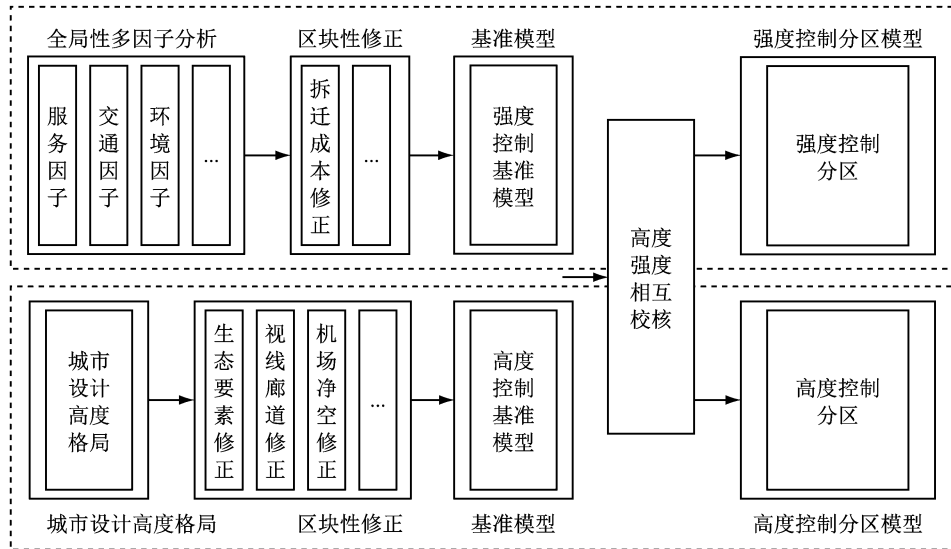 全局性多因子分析
区块性修正
基准模型
强度控制分区模型
服务因子
交通因子
环境因子
...
拆迁成本修正
...
强度
控制
基准
模型
强度控制
分区
高度
强度
相互
校核
城市
设计
高度
格局
生态要素修正
视线廊道修正
机场净空修正
...
高度
控制
基准
模型
高度控制
分区
城市设计高度格局
区块性修正
基准模型
高度控制分区模型